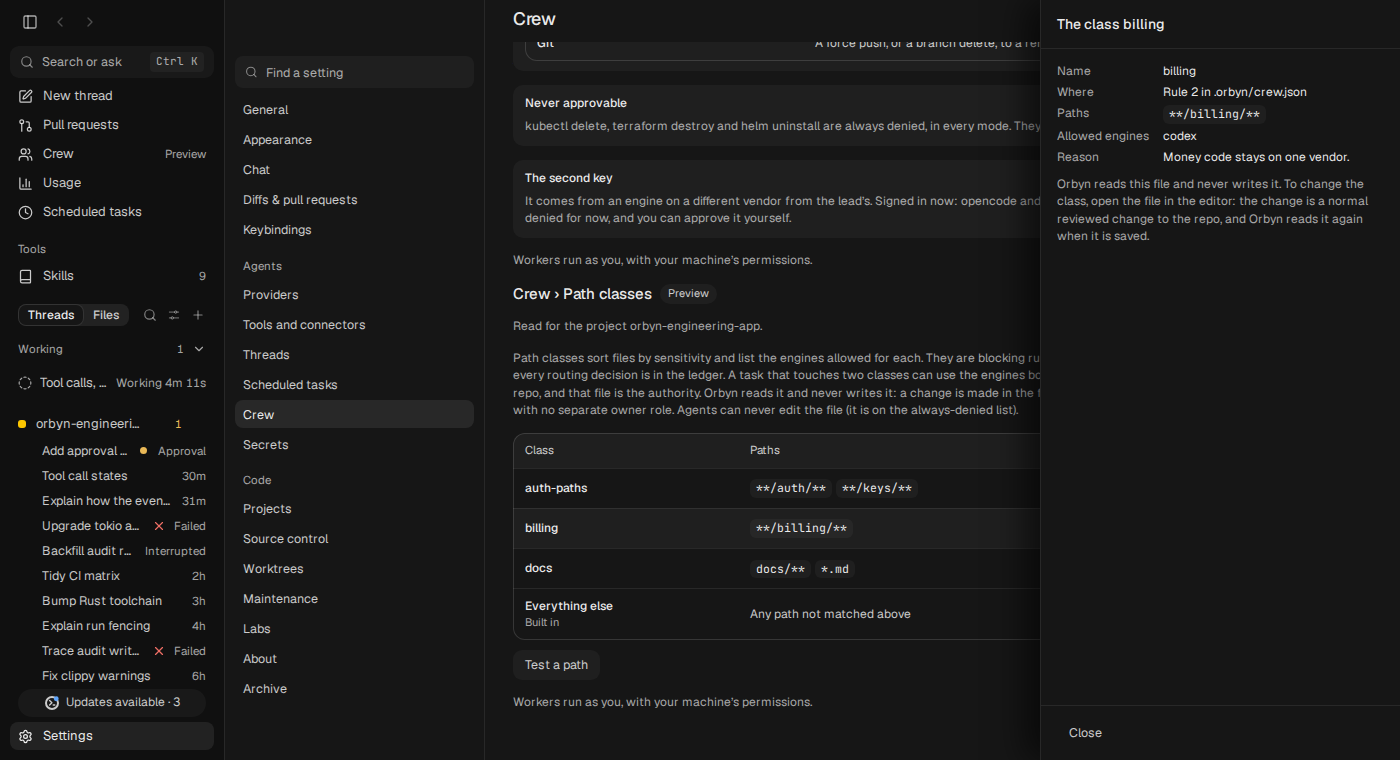 Search or ask
Ctrl K
New thread
Pull requests
Crew
Preview
Usage
Scheduled tasks
Tools
Skills
9
Threads
Files
Working
1
Tool calls, ...
Working 4m 11s
orbyn-engineeri...
1
Add approval ...
Approval
Tool call states
30m
Explain how the even...
31m
Upgrade tokio a...
Failed
Backfill audit r...
Interrupted
Tidy CI matrix
2h
Bump Rust toolchain
3h
Explain run fencing
4h
Trace audit writ...
Failed
Fix clippy warnings
6h
Updates available · 3
Settings
Find a setting
General
Appearance
Chat
Diffs & pull requests
Keybindings
Agents
Providers
Tools and connectors
Threads
Scheduled tasks
Crew
Secrets
Code
Projects
Source control
Worktrees
Maintenance
Labs
About
Archive
Crew
Git
A force push, or a branch delete, to a
Never approvable
kubectl delete, terraform destroy and helm uninstall are always denied, in every mode. They
The second key
It comes from an engine on a different vendor from the lead's. Signed in now: opencode and
denied for now, and you can approve it yourself.
Workers run as you, with your machine's permissions.
Crew › Path classes
Preview
Read for the project orbyn-engineering-app.
Path classes sort files by sensitivity and list the engines allowed for each. They are blocking
every routing decision is in the ledger. A task that touches two classes can use the engines
repo, and that file is the authority. Orbyn reads it and never writes it: a change is made in the
with no separate owner role. Agents can never edit the file (it is on the always-denied list).
Class
Paths
auth-paths
**/auth/** **/keys/**
billing
**/billing/**
docs
docs/** *.md
Everything else
Built in
Any path not matched above
Test a path
Workers run as you, with your machine's permissions.
The class billing
Name
billing
Where
Rule 2 in .orbyn/crew.json
Paths
**/billing/**
Allowed engines
codex
Reason
Money code stays on one vendor.
Orbyn reads this file and never writes it. To change the
class, open the file in the editor: the change is a normal
reviewed change to the repo, and Orbyn reads it again
when it is saved.
Close